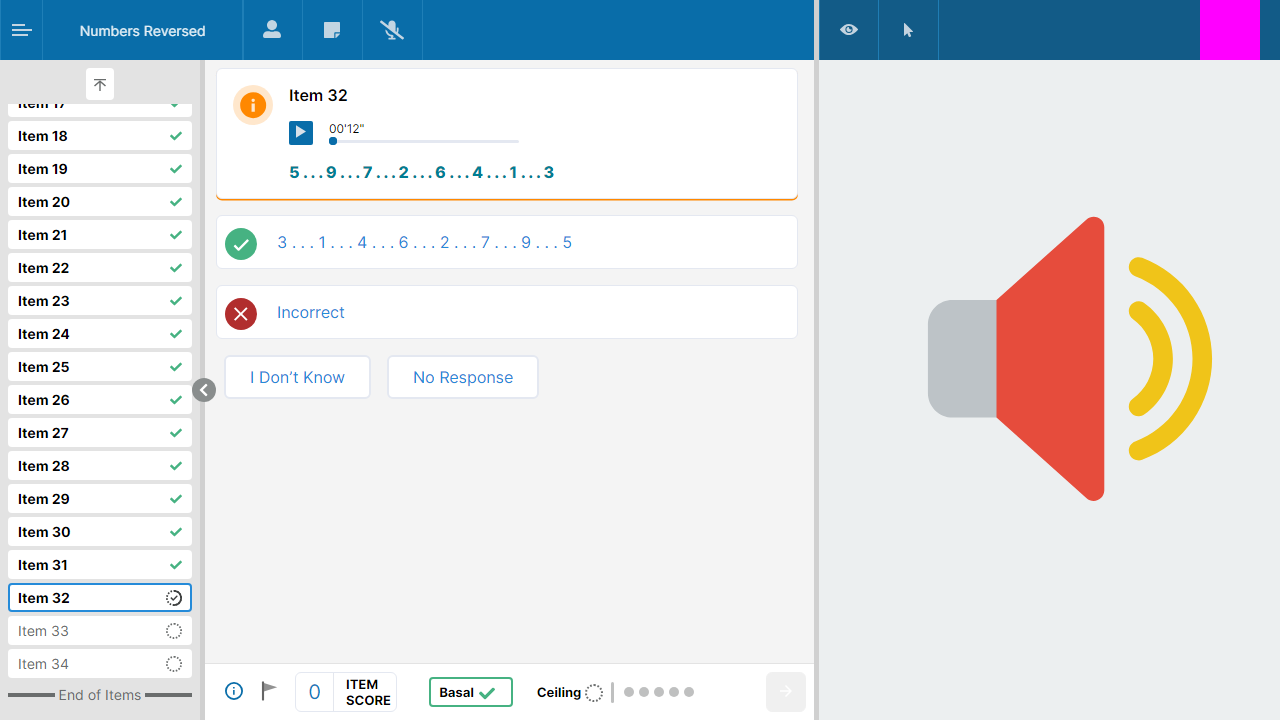 Numbers Reversed
Item 17
Item 18
Item 19
Item 20
Item 21
Item 22
Item 23
Item 24
Item 25
Item 26
Item 27
Item 28
Item 29
Item 30
Item 31
Item 32
Item 33
Item 34
End of Items
Item 32
00'12"
5 . . . 9 . . . 7 . . . 2 . . . 6 . . . 4 . . . 1 . . . 3
3 . . . 1 . . . 4 . . . 6 . . . 2 . . . 7 . . . 9 . . . 5
Incorrect
I Don’t Know
No Response
0
ITEM
SCORE
Basal
Ceiling